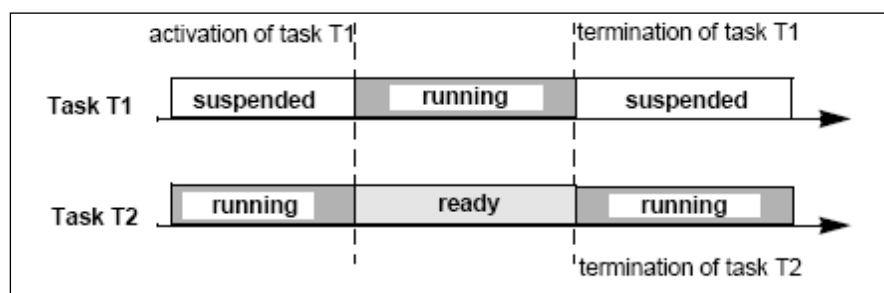 activation of task T1
termination of task T1
Task T1
suspended
running
suspended
Task T2
running
ready
running
termination of task T2